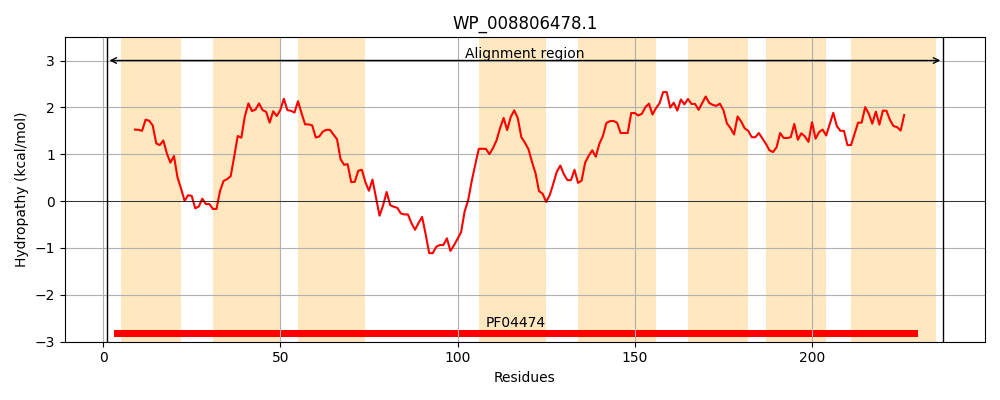 WP_008806478.1
Hydropathy (kcal/mol)
3
2
1
0
−1
−2
−3
Alignment region
PF04474
0 50 100 150 200
Residues